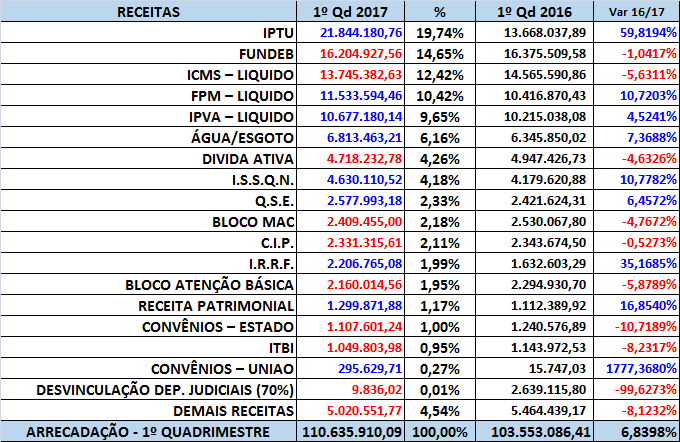 RECEITAS 1º Qd 2017 % 1º Qd 2016 Var 16/17
IPTU 21.844.180,76 19,74% 13.668.037,89 59,8194%
FUNDEB 16.204.927,56 14,65% 16.375.509,58 -1,0417%
ICMS – LIQUIDO 13.745.382,63 12,42% 14.565.590,86 -5,6311%
FPM – LIQUIDO 11.533.594,46 10,42% 10.416.870,43 10,7203%
IPVA – LIQUIDO 10.677.180,14 9,65% 10.215.038,08 4,5241%
ÁGUA/ESGOTO 6.813.463,21 6,16% 6.345.850,02 7,3688%
DIVIDA ATIVA 4.718.232,78 4,26% 4.947.426,73 -4,6326%
I.S.S.Q.N. 4.630.110,52 4,18% 4.179.620,88 10,7782%
Q.S.E. 2.577.993,18 2,33% 2.421.624,31 6,4572%
BLOCO MAC 2.409.455,00 2,18% 2.530.067,80 -4,7672%
C.I.P. 2.331.315,61 2,11% 2.343.674,50 -0,5273%
I.R.R.F. 2.206.765,08 1,99% 1.632.603,29 35,1685%
BLOCO ATENÇÃO BÁSICA 2.160.014,56 1,95% 2.294.930,70 -5,8789%
RECEITA PATRIMONIAL 1.299.871,88 1,17% 1.112.389,92 16,8540%
CONVÊNIOS – ESTADO 1.107.601,24 1,00% 1.240.576,89 -10,7189%
ITBI 1.049.803,98 0,95% 1.143.972,53 -8,2317%
CONVÊNIOS – UNIAO 295.629,71 0,27% 15.747,03 1777,3680%
DESVINCULAÇÃO DEP. JUDICIAIS (70%) 9.836,02 0,01% 2.639.115,80 -99,6273%
DEMAIS RECEITAS 5.020.551,77 4,54% 5.464.439,17 -8,1232%
ARRECADAÇÃO - 1º QUADRIMESTRE 110.635.910,09 100,00% 103.553.086,41 6,8398%